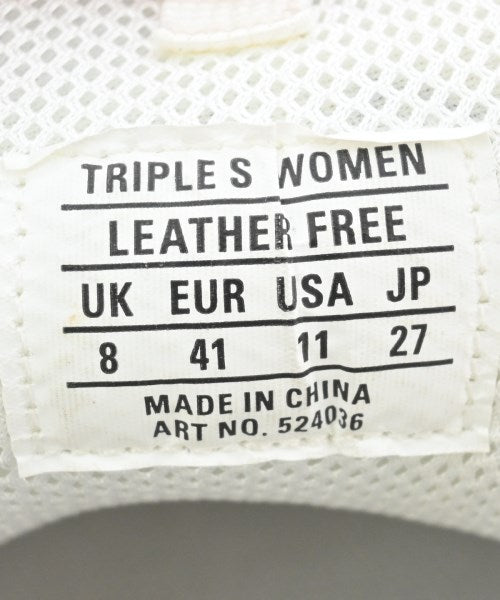 TRIPLE S WOMEN
LEATHER FREE
UK EUR USA JP
8 41 11 27
MADE IN CHINA
ART NO. 524036